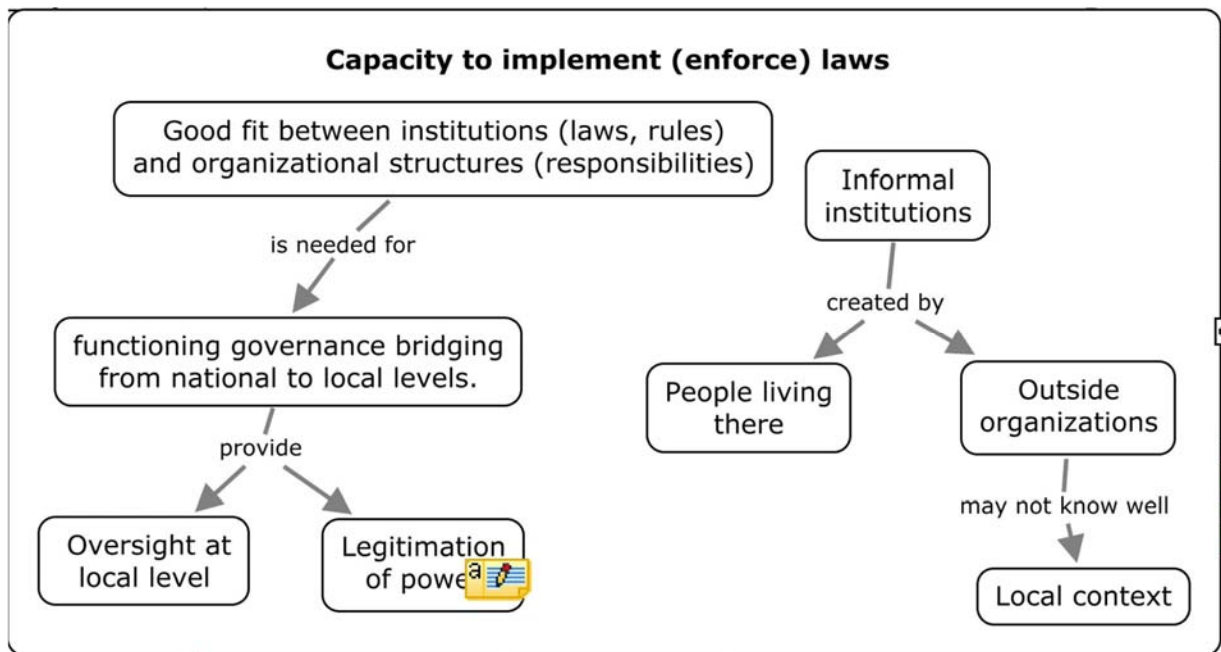 Capacity to implement (enforce) laws
Good fit between institutions (laws, rules)
and organizational structures (responsibilities)
is needed for
functioning governance bridging
from national to local levels.
provide
Oversight at
local level
Legitimation
of
a
Informal
institutions
created by
People living
there
Outside
organizations
may not know well
Local context